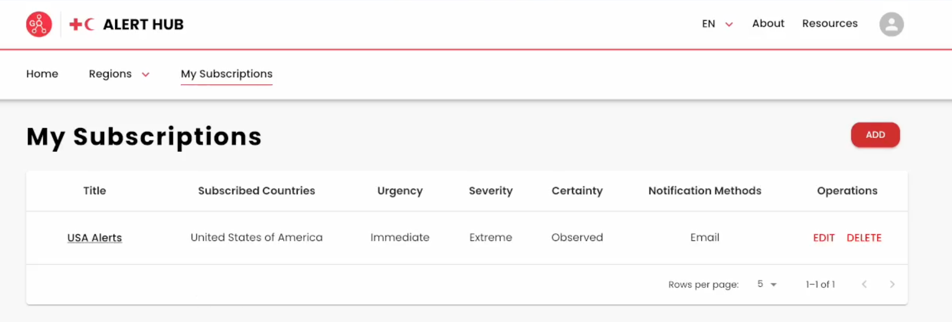 GO ALERT HUB EN About Resources
Home Regions My Subscriptions
My Subscriptions ADD
Title Subscribed Countries Urgency Severity Certainty Notification Methods Operations
USA Alerts United States of America Immediate Extreme Observed Email EDIT DELETE
Rows per page: 5 1–1 of 1